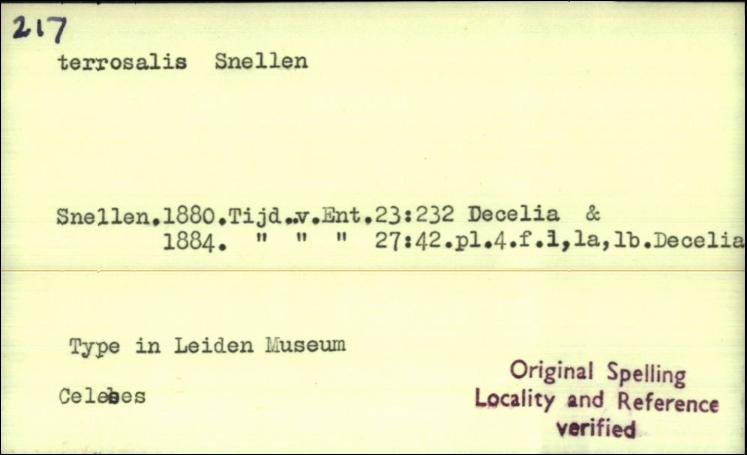 217
terrosalis Snellen
Snellen.1880.Tijd..v.Ent.23:232 Decelia &
1884. " " " 27:42.pl.4.f.1,1a,1b.Decelia
Type in Leiden Museum
Celebes
Original Spelling
Locality and Reference
verified